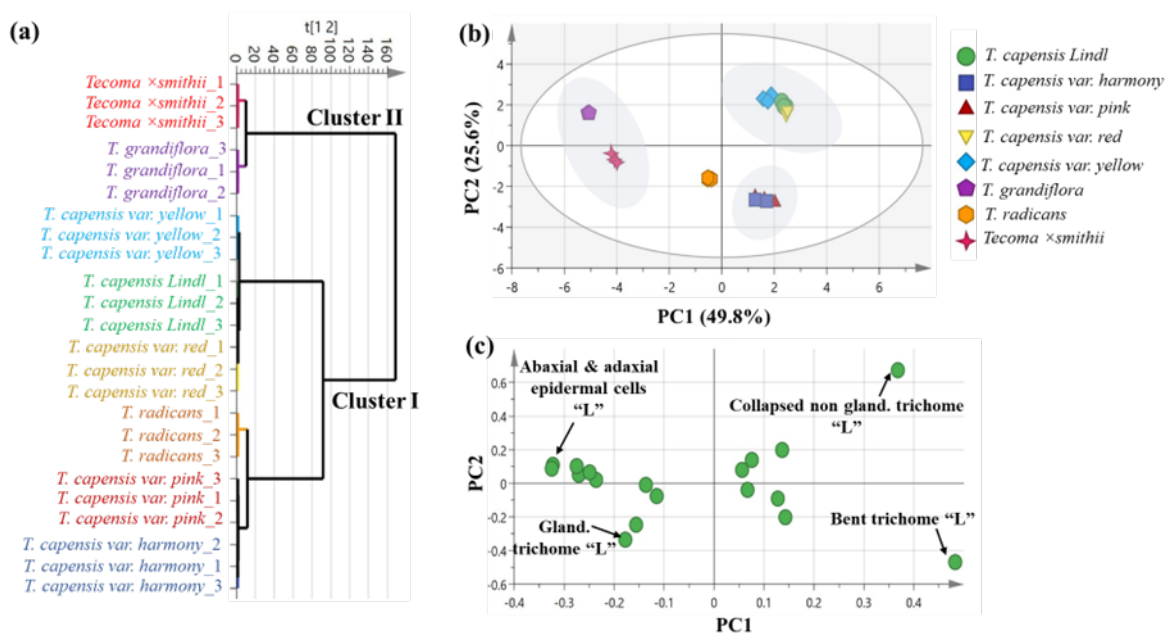 (a)
t[1 2]
0
20
40
60
80
100
120
140
160
Tecoma ×smithii_1
Tecoma ×smithii_2
Tecoma ×smithii_3
T. grandiflora_3
T. grandiflora_1
T. grandiflora_2
T. capensis var. yellow_1
T. capensis var. yellow_2
T. capensis var. yellow_3
T. capensis Lindl_1
T. capensis Lindl_2
T. capensis Lindl_3
T. capensis var. red_1
T. capensis var. red_2
T. capensis var. red_3
T. radicans_1
T. radicans_2
T. radicans_3
T. capensis var. pink_3
T. capensis var. pink_1
T. capensis var. pink_2
T. capensis var. harmony_2
T. capensis var. harmony_1
T. capensis var. harmony_3
Cluster II
Cluster I
(b)
PC2 (25.6%)
4
2
0
-2
-4
-6
-8
-6
-4
-2
0
2
4
6
PC1 (49.8%)
T. capensis Lindl
T. capensis var. harmony
T. capensis var. pink
T. capensis var. red
T. capensis var. yellow
T. grandiflora
T. radicans
Tecoma ×smithii
(c)
PC2
0.6
0.4
0.2
0
-0.2
-0.4
-0.6
Abaxial & adaxial
epidermal cells
“L”
Collapsed non gland. trichome
“L”
Gland.
trichome “L”
Bent trichome “L”
-0.4
-0.3
-0.2
-0.1
0
0.1
0.2
0.3
0.4
PC1